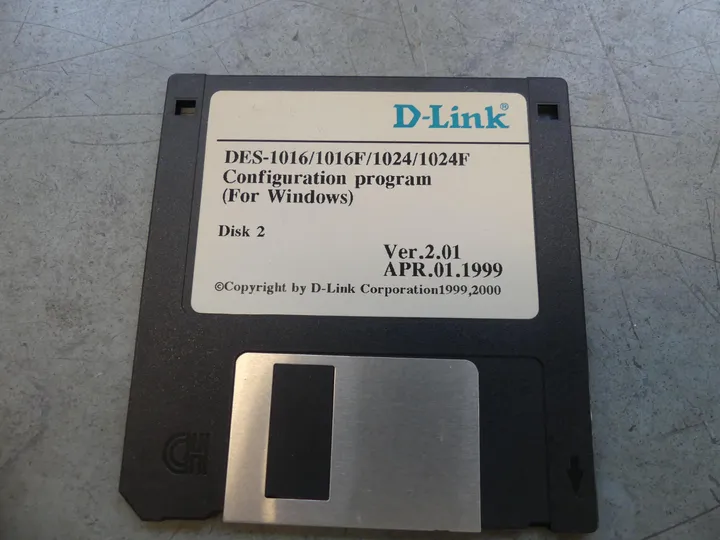 D-Link®
DES-1016/1016F/1024/1024F
Configuration program
(For Windows)
Disk 2
Ver.2.01
APR.01.1999
©Copyright by D-Link Corporation1999,2000